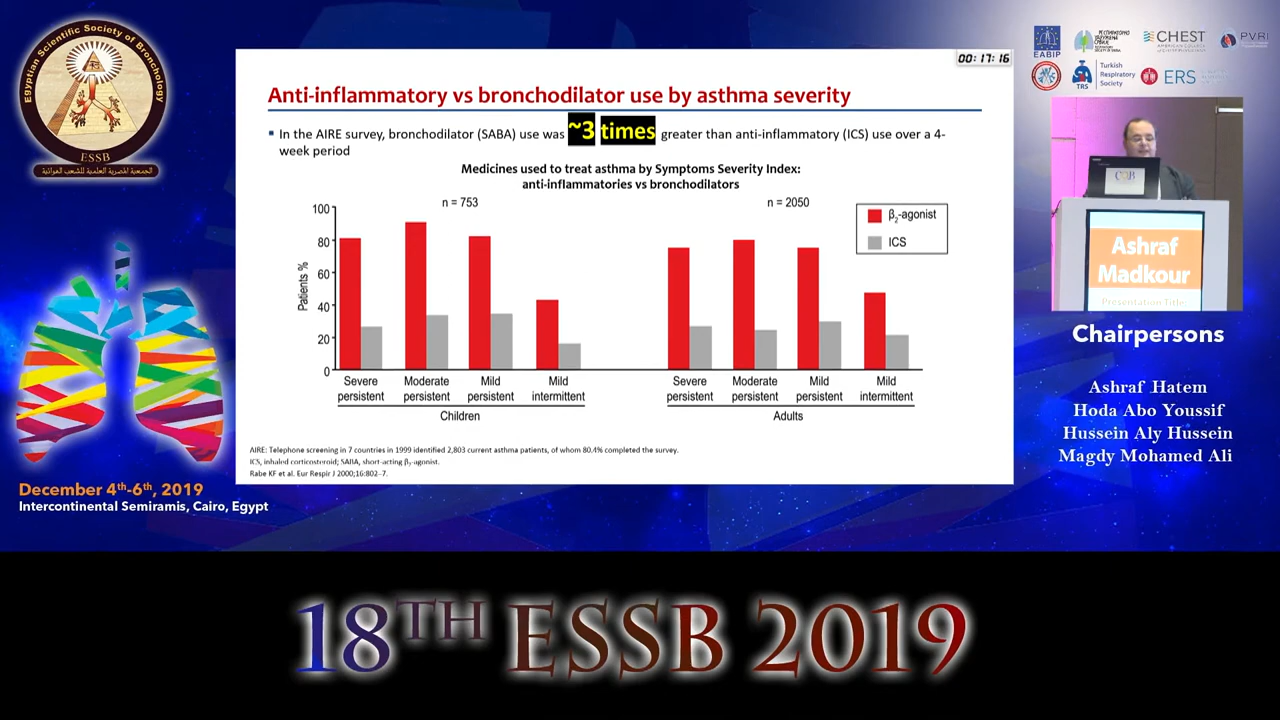 Egyptian Scientific Society of Bronchology
ESSB
الجمعية المصرية العلمية للشعب الهوائية
December 4th-6th, 2019
Intercontinental Semiramis, Cairo, Egypt
00:17:16
Anti-inflammatory vs bronchodilator use by asthma severity
▪ In the AIRE survey, bronchodilator (SABA) use was ~3 times greater than anti-inflammatory (ICS) use over a 4-
week period
Medicines used to treat asthma by Symptoms Severity Index:
anti-inflammatories vs bronchodilators
n = 753
n = 2050
β2-agonist
ICS
Patients %
100
80
60
40
20
0
Severe persistent
Moderate persistent
Mild persistent
Mild intermittent
Children
Severe persistent
Moderate persistent
Mild persistent
Mild intermittent
Adults
AIRE: Telephone screening in 7 countries in 1999 identified 2,803 current asthma patients, of whom 80.4% completed the survey.
ICS, inhaled corticosteroid; SABA, short-acting β2-agonist.
Rabe KF et al. Eur Respir J 2000;16:802–7.
EABIP
CHEST
PVRI
TRS
Turkish
Respiratory
Society
ERS
Ashraf
Madkour
Presentation Title
Chairpersons
Ashraf Hatem
Hoda Abo Youssif
Hussein Aly Hussein
Magdy Mohamed Ali
18TH ESSB 2019